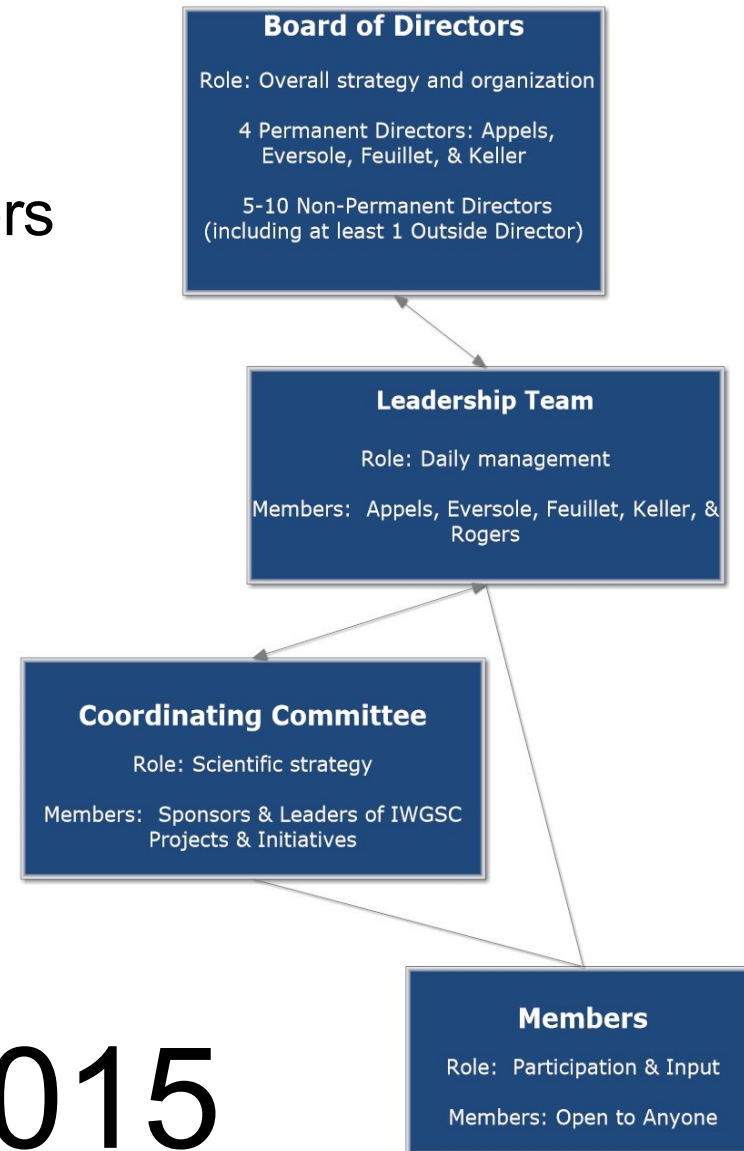 Board of Directors
Role: Overall strategy and organization
4 Permanent Directors: Appels,
Eversole, Feuillet, & Keller
5-10 Non-Permanent Directors
(including at least 1 Outside Director)
rs
Leadership Team
Role: Daily management
Members: Appels, Eversole, Feuillet, Keller, &
Rogers
Coordinating Committee
Role: Scientific strategy
Members: Sponsors & Leaders of IWGSC
Projects & Initiatives
Members
Role: Participation & Input
Members: Open to Anyone
015